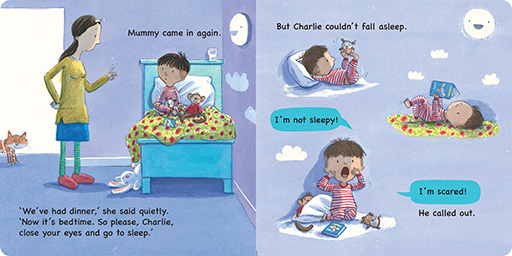 Mummy came in again.
‘We’ve had dinner,’ she said quietly.
‘Now it’s bedtime. So please, Charlie,
close your eyes and go to sleep.’
But Charlie couldn’t fall asleep.
I’m not sleepy!
I’m scared!
He called out.